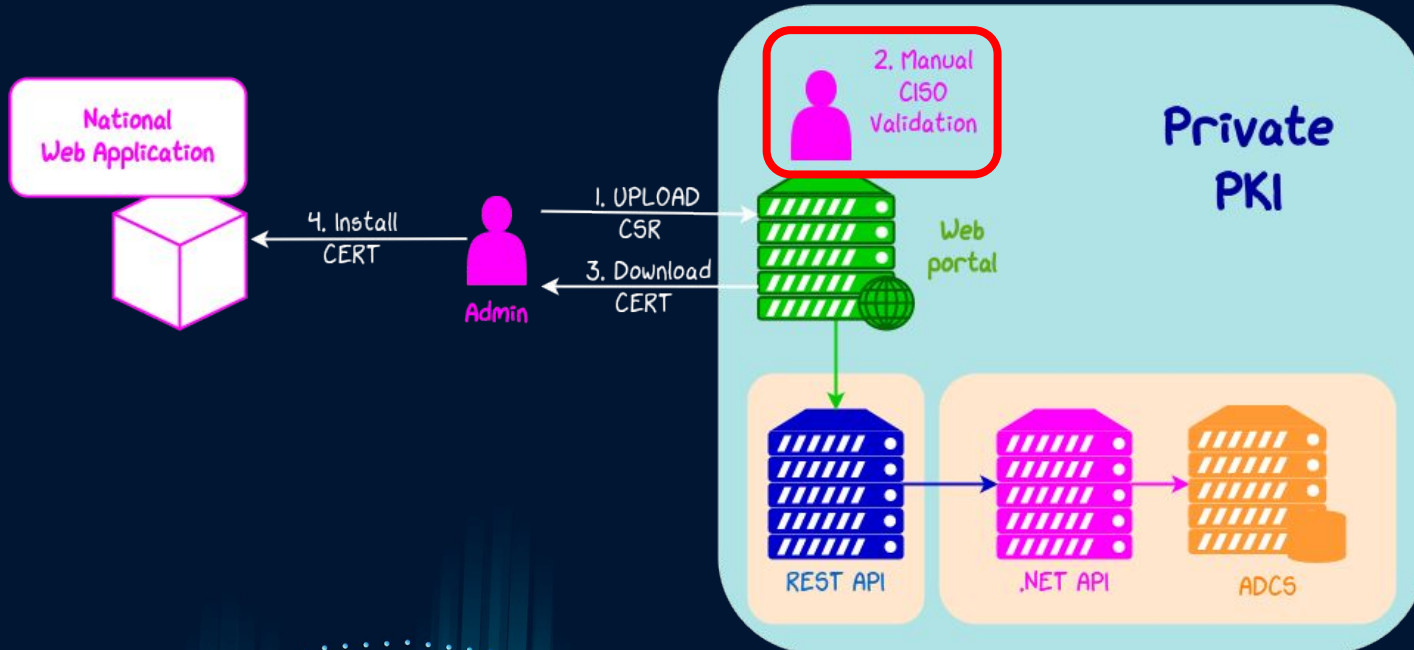 National
Web Application
4. Install
CERT
Admin
1. UPLOAD
CSR
3. Download
CERT
2. Manual
CISO
Validation
Private
PKI
Web
portal
REST API
.NET API
ADCS